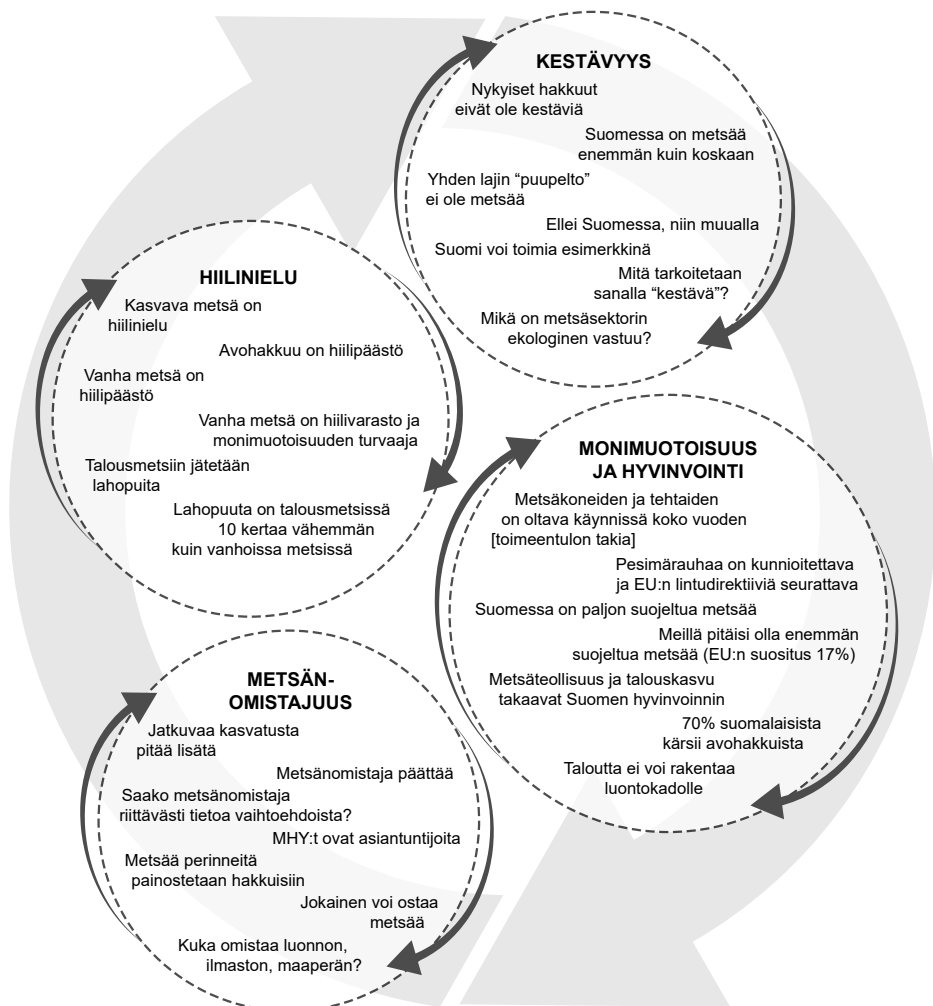 KESTÄVYYS
Nykyiset hakkuut
eivät ole kestäviä
Suomessa on metsää
enemmän kuin koskaan
Yhden lajin “puupelto”
ei ole metsää
Ellei Suomessa, niin muualla
Suomi voi toimia esimerkkinä
Mitä tarkoitetaan
sanalla “kestävä”?
Mikä on metsäsektorin
ekologinen vastuu?
HIILINIELU
Kasvava metsä on
hiilinielu
Avohakkuu on hiilipäästö
Vanha metsä on
hiilipäästö
Vanha metsä on hiilivarasto ja
monimuotoisuuden turvaaja
Talousmetsiin jätetään
lahopuita
Lahopuuta on talousmetsissä
10 kertaa vähemmän
kuin vanhoissa metsissä
MONIMUOTOISUUS
JA HYVINVOINTI
Metsäkoneiden ja tehtaiden
on oltava käynnissä koko vuoden
[toimeentulon takia]
Pesimärauhaa on kunnioitettava
ja EU:n lintudirektiiviä seurattava
Suomessa on paljon suojeltua metsää
Meillä pitäisi olla enemmän
suojeltua metsää (EU:n suositus 17%)
Metsäteollisuus ja talouskasvu
takaavat Suomen hyvinvoinnin
70% suomalaisista
kärsii avohakkuista
Taloutta ei voi rakentaa
luontokadolle
METSÄN-
OMISTAJUUS
Jatkuvaa kasvatusta
pitää lisätä
Metsänomistaja päättää
Saako metsänomistaja
riittävästi tietoa vaihtoehdoista?
MHY:t ovat asiantuntijoita
Metsää perinneitä
painostetaan hakkuisiin
Jokainen voi ostaa
metsää
Kuka omistaa luonnon,
ilmaston, maaperän?